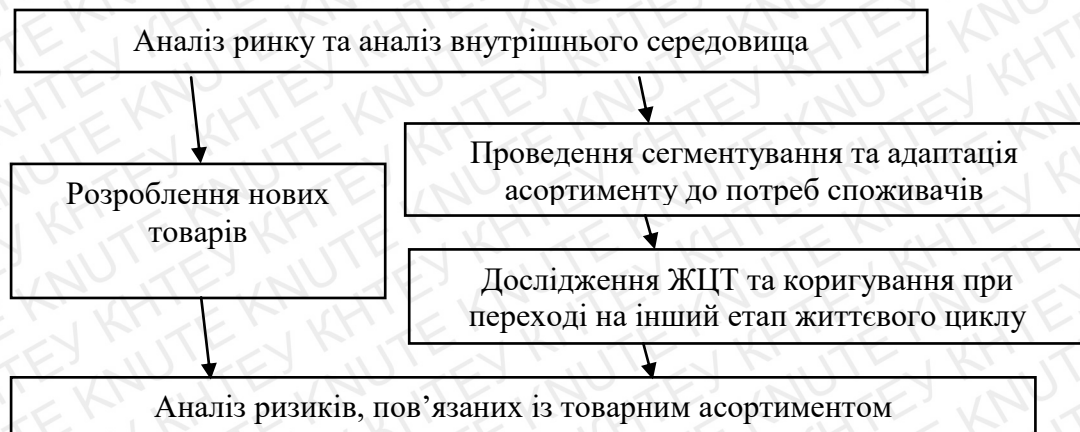 Аналіз ринку та аналіз внутрішнього середовища
Розроблення нових
товарів
Проведення сегментування та адаптація
асортименту до потреб споживачів
Дослідження ЖЦТ та коригування при
переході на інший етап життєвого циклу
Аналіз ризиків, пов’язаних із товарним асортиментом